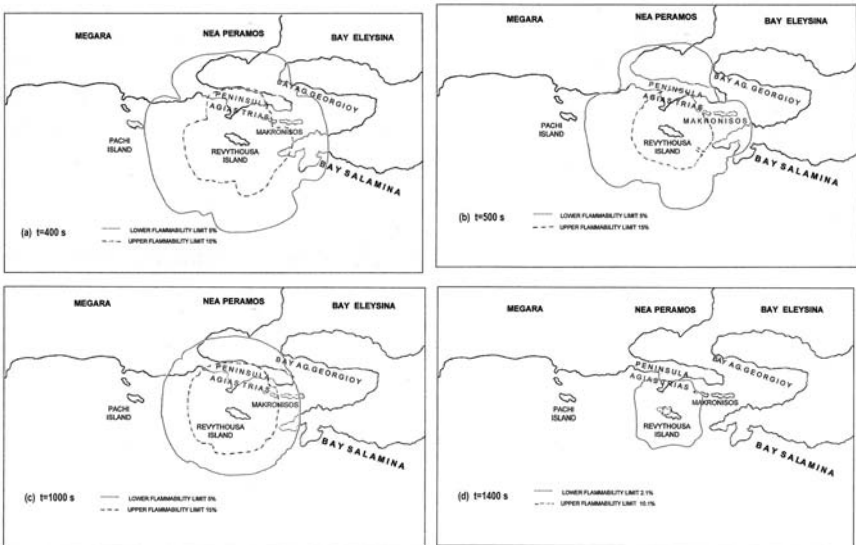 MEGARA
NEA PERAMOS
BAY ELEYSINA
BAY AG. GEORGIOY
PENINSULA
AGIAS TRIAS
MAKRONISOS
PACHI
ISLAND
REVYTHOUSA
ISLAND
BAY SALAMINA
(a) t=400 s
LOWER FLAMMABILITY LIMIT 5%
UPPER FLAMMABILITY LIMIT 15%
MEGARA
NEA PERAMOS
BAY ELEYSINA
BAY AG. GEORGIOY
PENINSULA
AGIAS TRIAS
MAKRONISOS
PACHI
ISLAND
REVYTHOUSA
ISLAND
BAY SALAMINA
(b) t=500 s
LOWER FLAMMABILITY LIMIT 5%
UPPER FLAMMABILITY LIMIT 15%
MEGARA
NEA PERAMOS
BAY ELEYSINA
BAY AG. GEORGIOY
PENINSULA
AGIAS TRIAS
MAKRONISOS
PACHI
ISLAND
REVYTHOUSA
ISLAND
BAY SALAMINA
(c) t=1000 s
LOWER FLAMMABILITY LIMIT 5%
UPPER FLAMMABILITY LIMIT 15%
MEGARA
NEA PERAMOS
BAY ELEYSINA
BAY AG. GEORGIOY
PENINSULA
AGIAS TRIAS
MAKRONISOS
PACHI
ISLAND
REVYTHOUSA
ISLAND
BAY SALAMINA
(d) t=1400 s
LOWER FLAMMABILITY LIMIT 2.1%
UPPER FLAMMABILITY LIMIT 10.1%